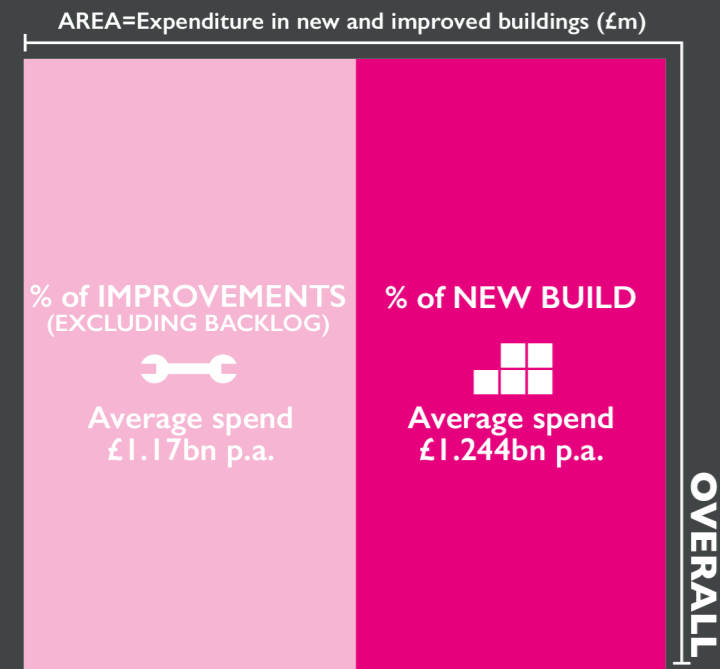 AREA=Expenditure in new and improved buildings (£m)
% of IMPROVEMENTS
(EXCLUDING BACKLOG)
Average spend
£1.17bn p.a.
% of NEW BUILD
Average spend
£1.244bn p.a.
OVERALL